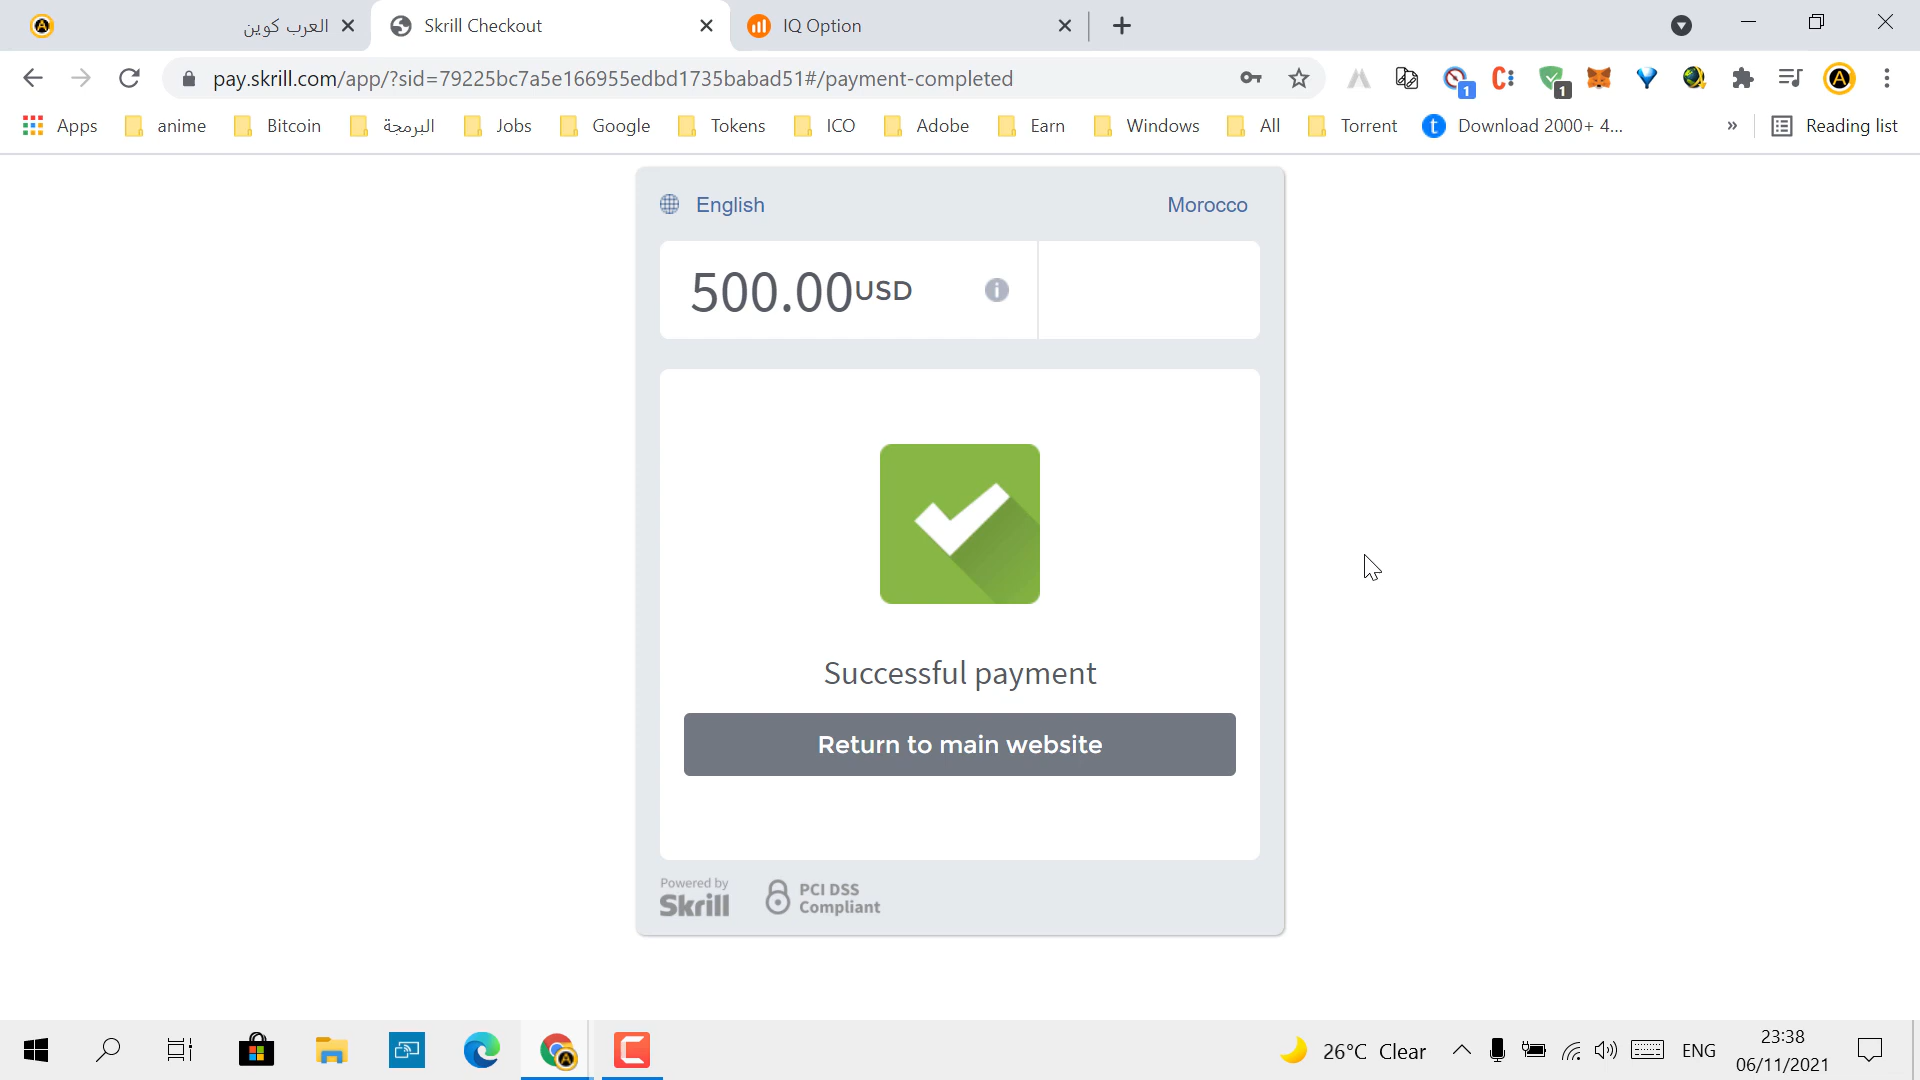 العرب كوين
Skrill Checkout
IQ Option
pay.skrill.com/app/?sid=79225bc7a5e166955edbd1735babad51#/payment-completed
1
1
Apps
anime
Bitcoin
البرمجة
Jobs
Google
Tokens
ICO
Adobe
Earn
Windows
All
Torrent
Download 2000+ 4...
»
Reading list
English
Morocco
500.00USD
Successful payment
Return to main website
Powered by
Skrill
PCI DSS
Compliant
26°C Clear
ENG
23:38
06/11/2021